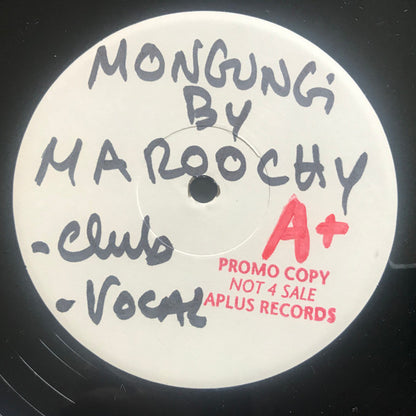 MONGUNGi
BY
MAROOCHY
- Club
- VOCAL
A+
PROMO COPY
NOT 4 SALE
APLUS RECORDS